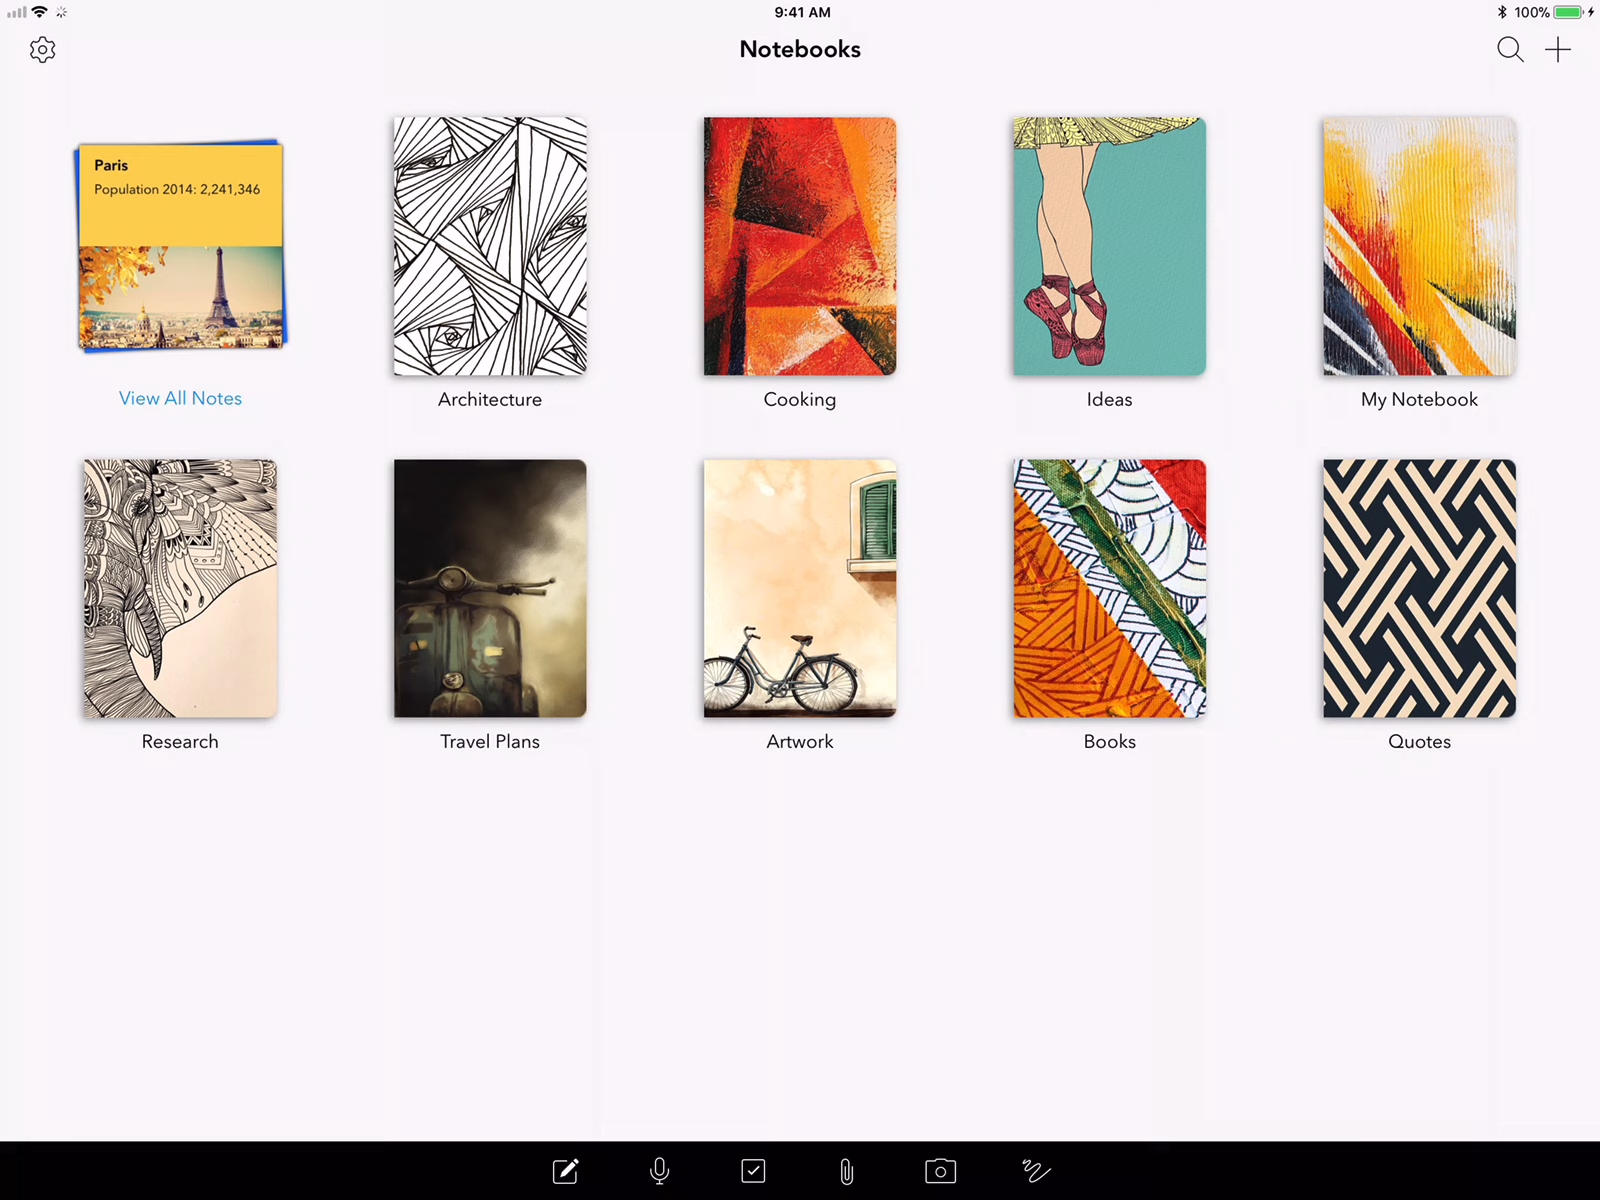 9:41 AM
100%
Notebooks
Paris
Population 2014: 2,241,346
View All Notes
Architecture
Cooking
Ideas
My Notebook
Research
Travel Plans
Artwork
Books
Quotes